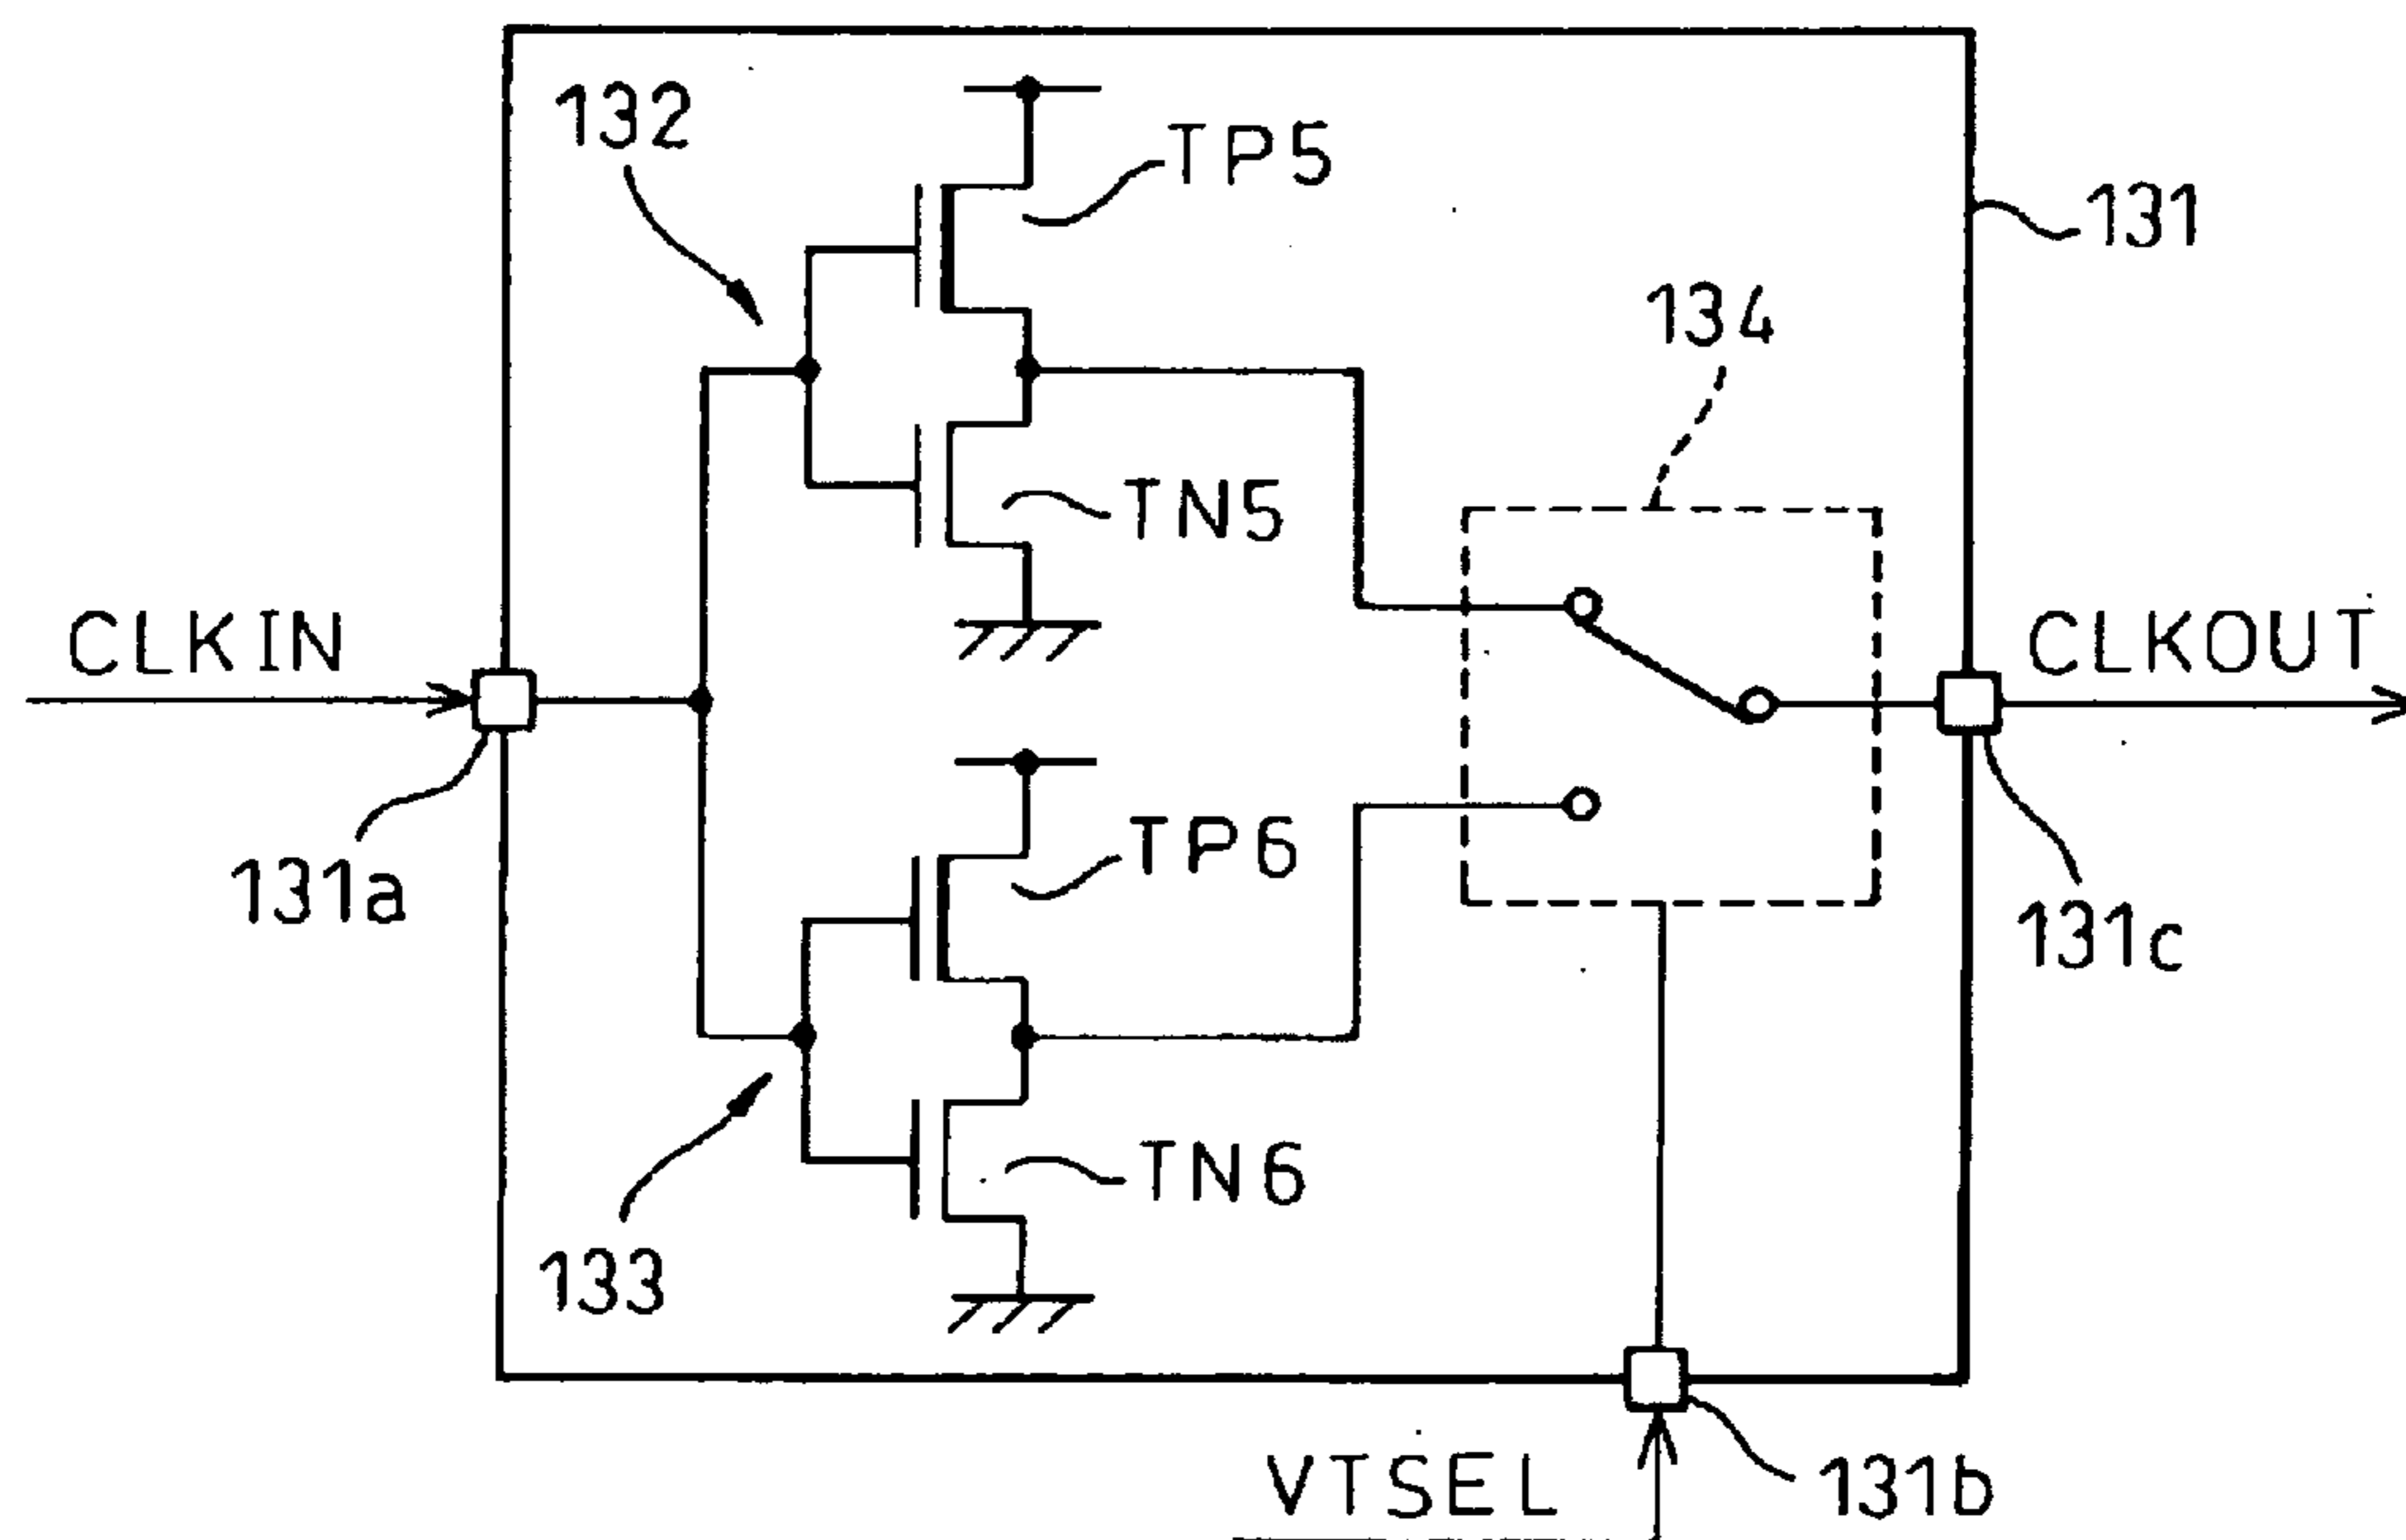 132
TP5
131
134
TN5
CLKIN
CLKOUT
TP6
131a
131c
TN6
133
VTSEL
131b